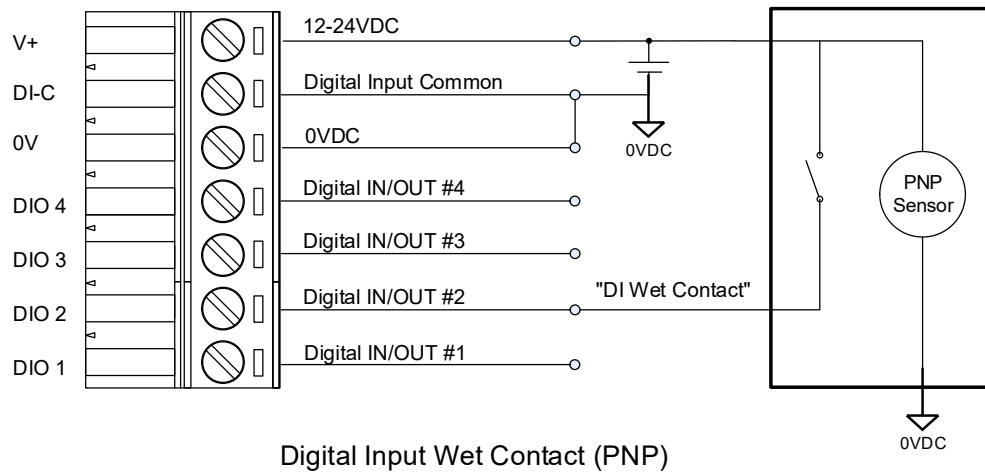 V+
12-24VDC
DI-C
Digital Input Common
0V
0VDC
0VDC
DIO 4
Digital IN/OUT #4
PNP
Sensor
DIO 3
Digital IN/OUT #3
DIO 2
Digital IN/OUT #2
"DI Wet Contact"
DIO 1
Digital IN/OUT #1
0VDC
Digital Input Wet Contact (PNP)